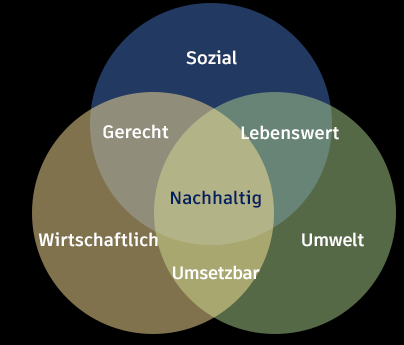 Sozial
Gerecht
Lebenswert
Nachhaltig
Wirtschaftlich
Umwelt
Umsetzbar